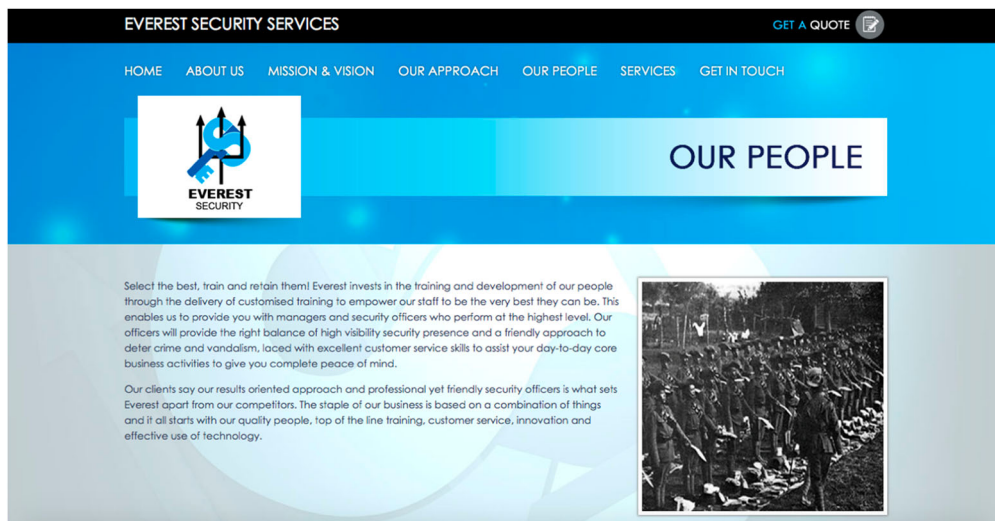 EVEREST SECURITY SERVICES
GET A QUOTE
HOME ABOUT US MISSION & VISION OUR APPROACH OUR PEOPLE SERVICES GET IN TOUCH
S
E
EVEREST
SECURITY
OUR PEOPLE
Select the best, train and retain them! Everest invests in the training and development of our people
through the delivery of customised training to empower our staff to be the very best they can be. This
enables us to provide you with managers and security officers who perform at the highest level. Our
officers will provide the right balance of high visibility security presence and a friendly approach to
deter crime and vandalism, laced with excellent customer service skills to assist your day-to-day core
business activities to give you complete peace of mind.
Our clients say our results oriented approach and professional yet friendly security officers is what sets
Everest apart from our competitors. The staple of our business is based on a combination of things
and it all starts with our quality people, top of the line training, customer service, innovation and
effective use of technology.